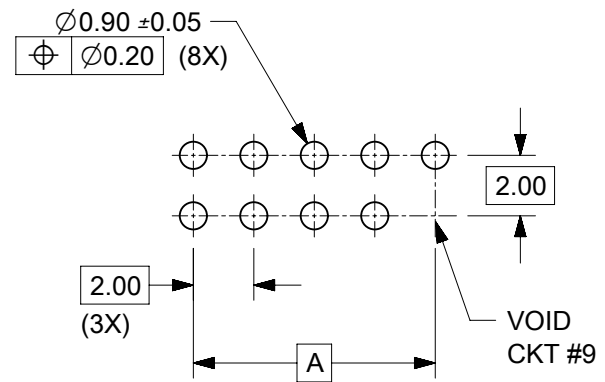 ∅0.90 ±0.05
⌖ ∅0.20 (8X)
2.00
2.00
(3X)
VOID
CKT #9
A